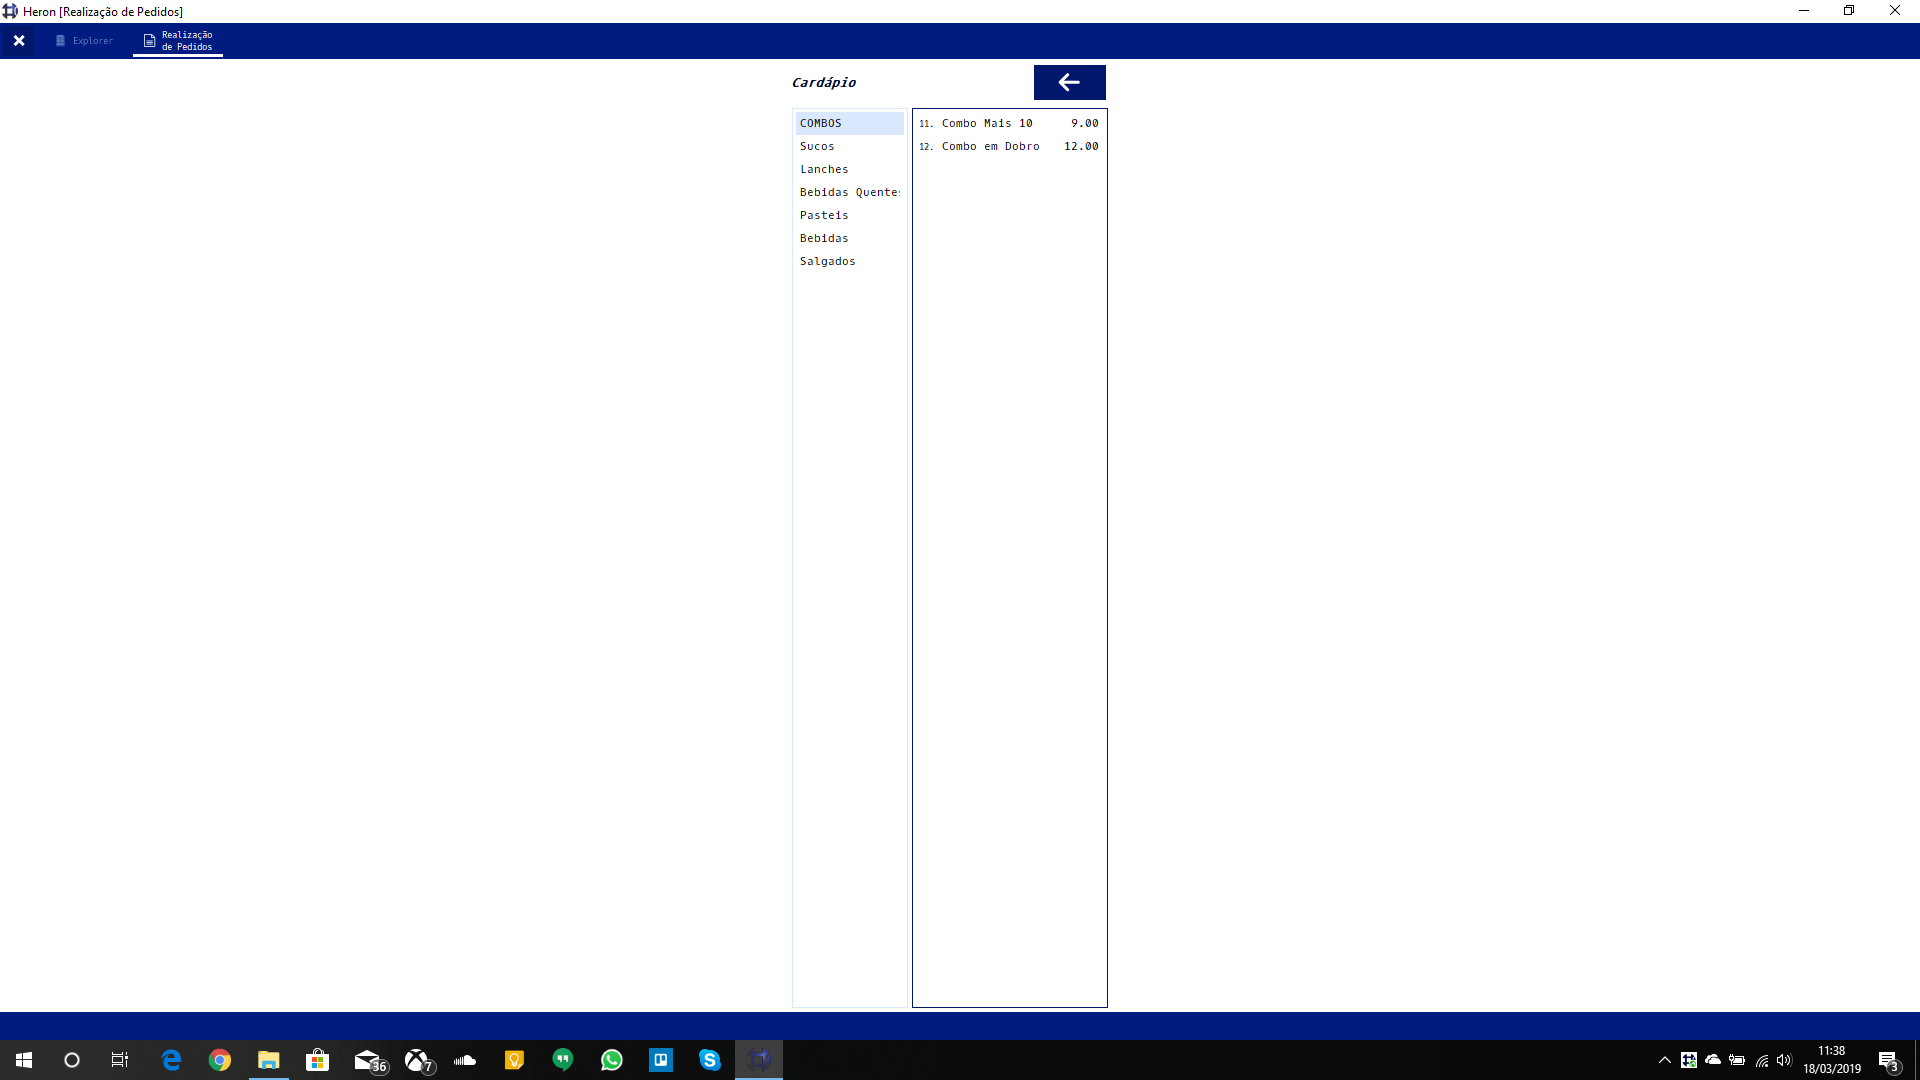 Heron [Realização de Pedidos]
Explorer
Realização
de Pedidos
Cardápio
COMBOS
Sucos
Lanches
Bebidas Quentes
Pasteis
Bebidas
Salgados
11. Combo Mais 10 9.00
12. Combo em Dobro 12.00
36
7
11:38
18/03/2019
3